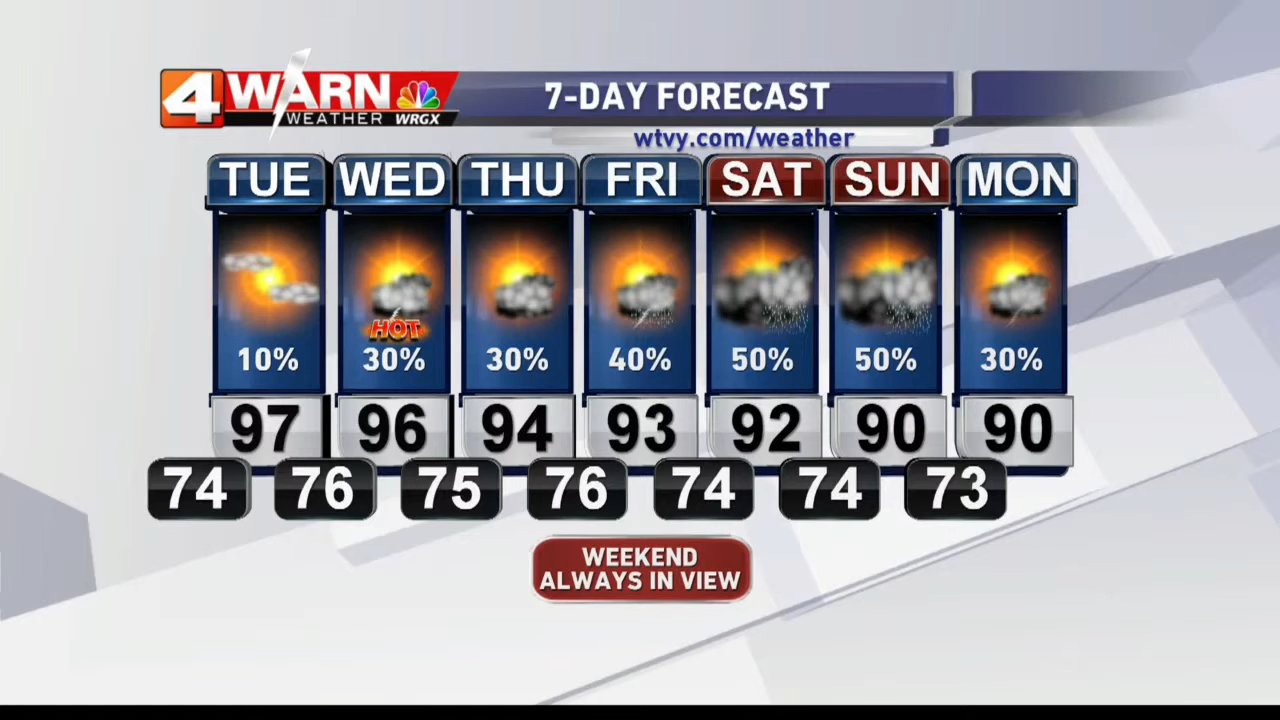 4 WARN
WEATHER WRGX
7-DAY FORECAST
wtvy.com/weather
TUE WED THU FRI SAT SUN MON
HOT
10% 30% 30% 40% 50% 50% 30%
97 96 94 93 92 90 90
74 76 75 76 74 74 73
WEEKEND
ALWAYS IN VIEW